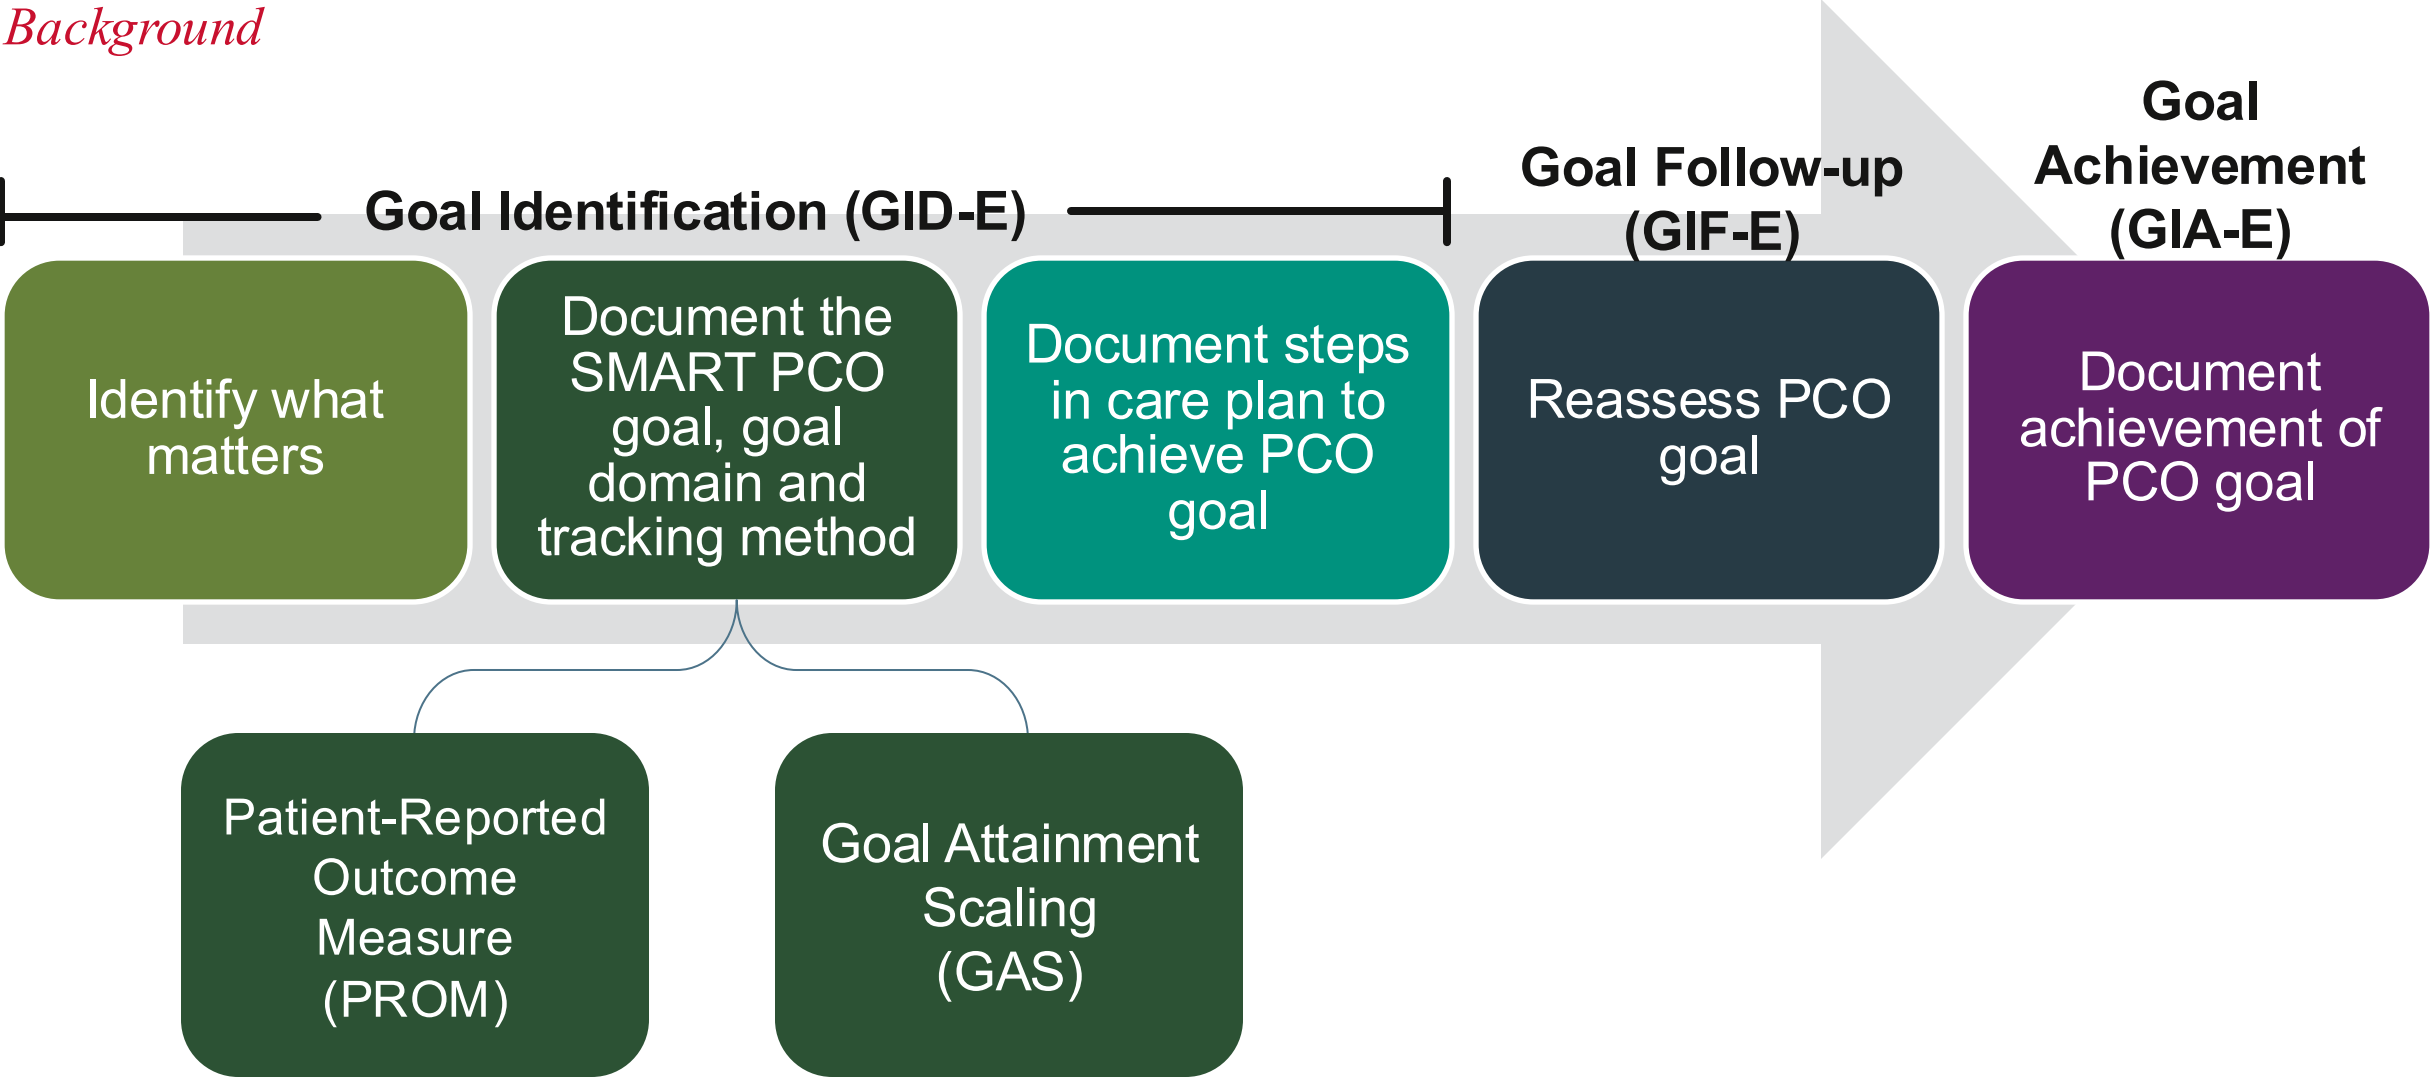 Background
Goal Identification (GID-E)
Goal Follow-up
(GIF-E)
Goal
Achievement
(GIA-E)
Identify what
matters
Document the
SMART PCO
goal, goal
domain and
tracking method
Document steps
in care plan to
achieve PCO
goal
Reassess PCO
goal
Document
achievement of
PCO goal
Patient-Reported
Outcome
Measure
(PROM)
Goal Attainment
Scaling
(GAS)